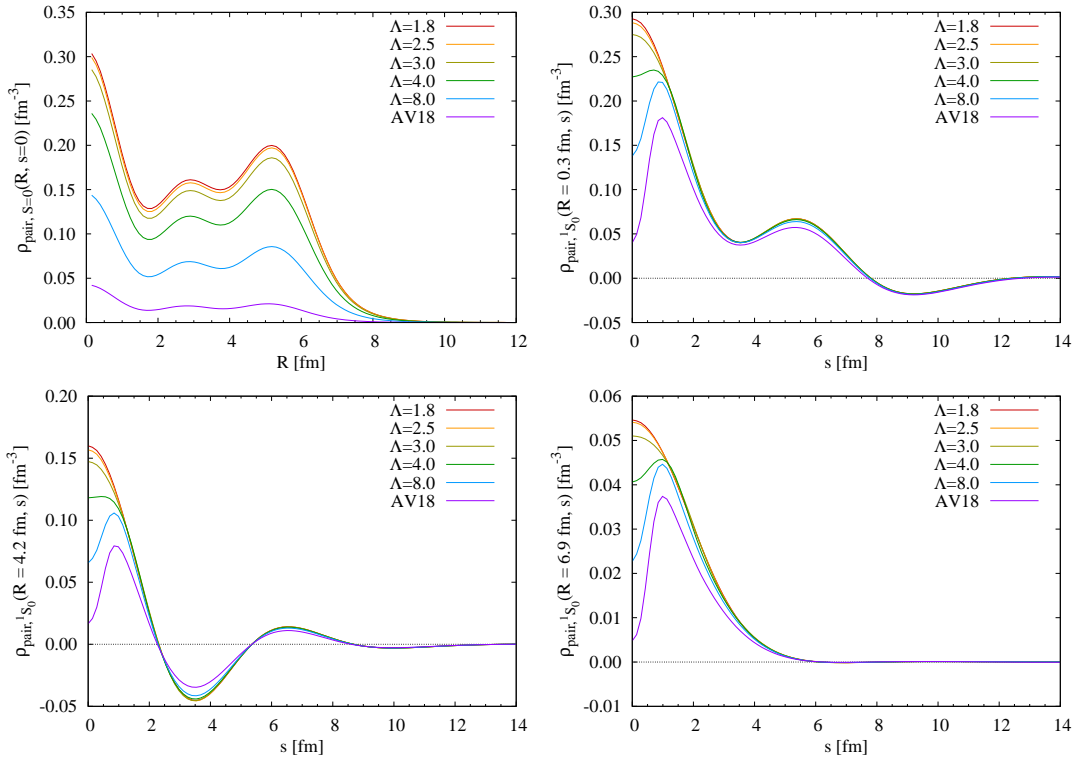 ρpair, s=0(R, s=0) [fm-3]
0.30
0.25
0.20
0.15
0.10
0.05
0.00
Λ=1.8
Λ=2.5
Λ=3.0
Λ=4.0
Λ=8.0
AV18
0 2 4 6 8 10 12
R [fm]
ρpair,1S0(R = 0.3 fm, s) [fm-3]
0.30
0.25
0.20
0.15
0.10
0.05
0.00
-0.05
Λ=1.8
Λ=2.5
Λ=3.0
Λ=4.0
Λ=8.0
AV18
0 2 4 6 8 10 12 14
s [fm]
ρpair,1S0(R = 4.2 fm, s) [fm-3]
0.20
0.15
0.10
0.05
0.00
-0.05
Λ=1.8
Λ=2.5
Λ=3.0
Λ=4.0
Λ=8.0
AV18
0 2 4 6 8 10 12 14
s [fm]
ρpair,1S0(R = 6.9 fm, s) [fm-3]
0.06
0.05
0.04
0.03
0.02
0.01
0.00
-0.01
Λ=1.8
Λ=2.5
Λ=3.0
Λ=4.0
Λ=8.0
AV18
0 2 4 6 8 10 12 14
s [fm]